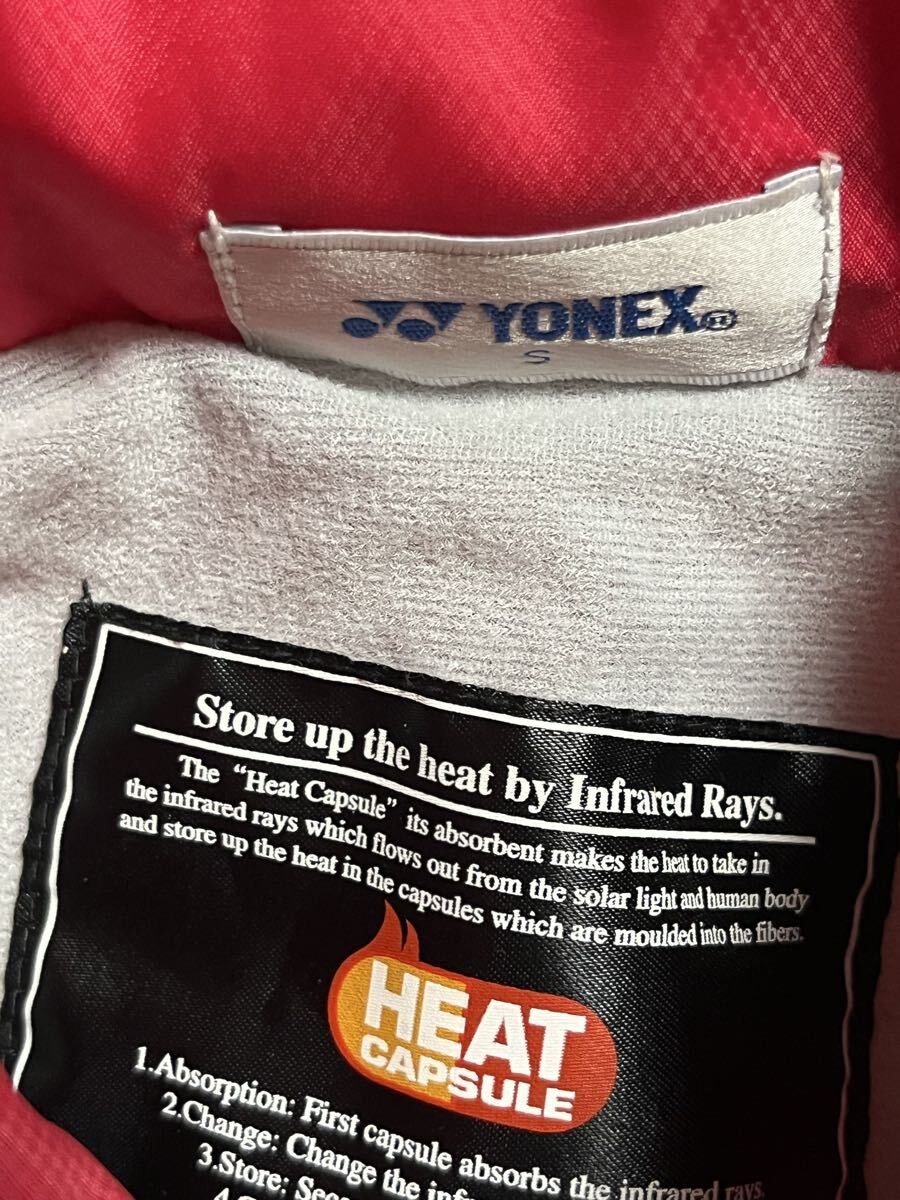 YONEX®
S
Store up the heat by Infrared Rays.
The “Heat Capsule” its absorbent makes the heat to take in
the infrared rays which flows out from the solar light and human body
and store up the heat in the capsules which are moulded into the fibers.
HEAT
CAPSULE
1.Absorption: First capsule absorbs the infrared rays
2.Change: Change the
3.Store: